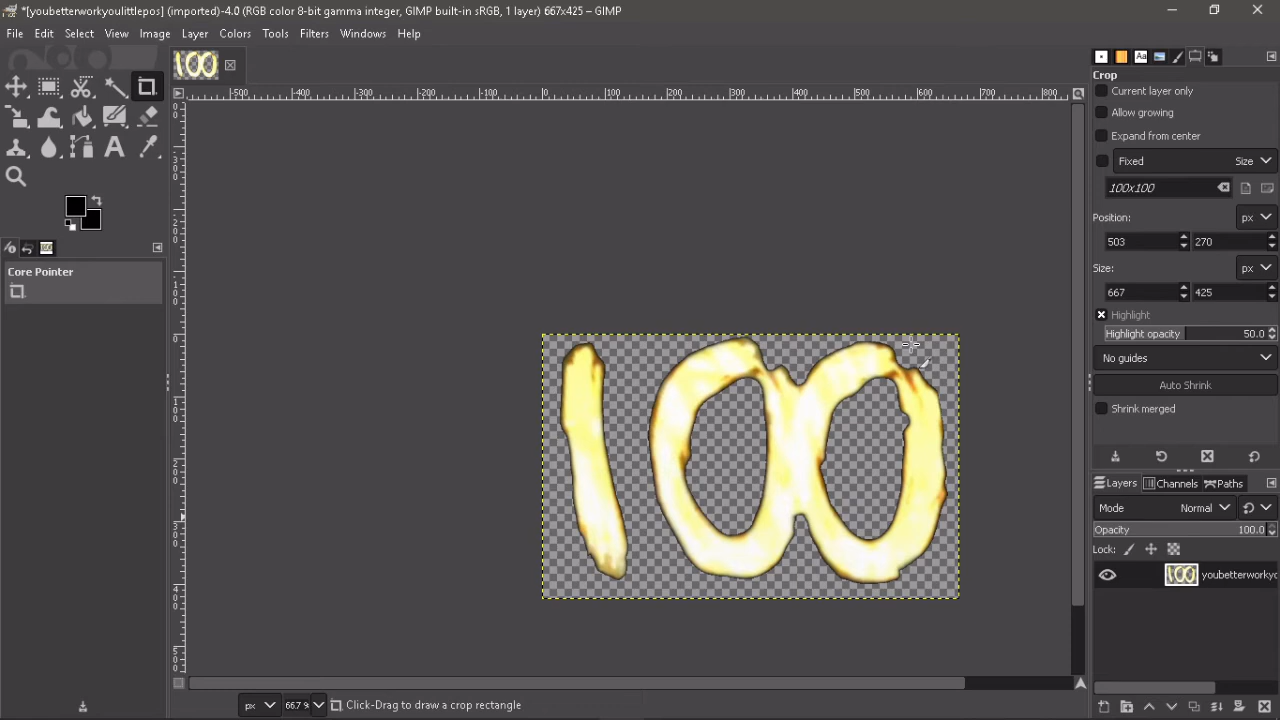 *[youbetterworkyoulittlepos] (imported)-4.0 (RGB color 8-bit gamma integer, GIMP built-in sRGB, 1 layer) 667x425 – GIMP
File Edit Select View Image Layer Colors Tools Filters Windows Help
Core Pointer
100
Crop
Current layer only
Allow growing
Expand from center
Fixed Size
100x100
Position: px
503 270
Size: px
667 425
Highlight
Highlight opacity 50.0
No guides
Auto Shrink
Shrink merged
Layers Channels Paths
Mode Normal
Opacity 100.0
Lock:
youbetterworkyo
px 66.7 % Click-Drag to draw a crop rectangle